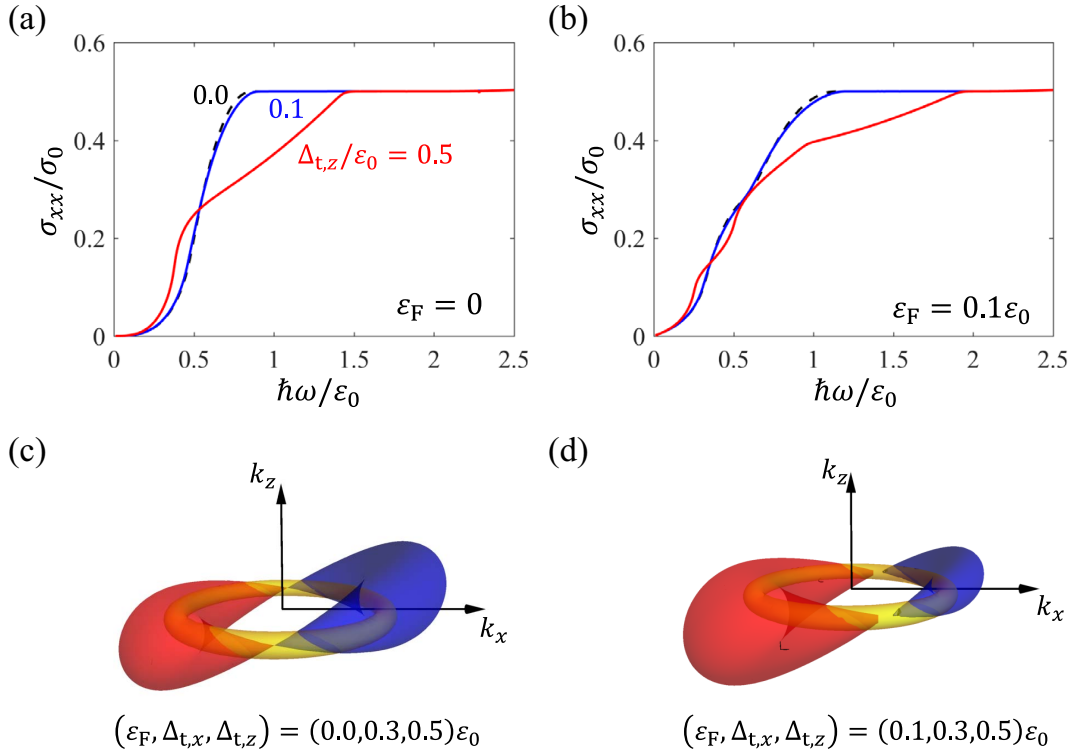 (a)
0.6
0.4
0.2
0
σxx/σ0
0.0
0.1
Δt,z/ε0 = 0.5
εF = 0
0 0.5 1 1.5 2 2.5
ħω/ε0
(b)
0.6
0.4
0.2
0
σxx/σ0
εF = 0.1ε0
0 0.5 1 1.5 2 2.5
ħω/ε0
(c)
kz
kx
(εF, Δt,x, Δt,z) = (0.0,0.3,0.5)ε0
(d)
kz
kx
(εF, Δt,x, Δt,z) = (0.1,0.3,0.5)ε0